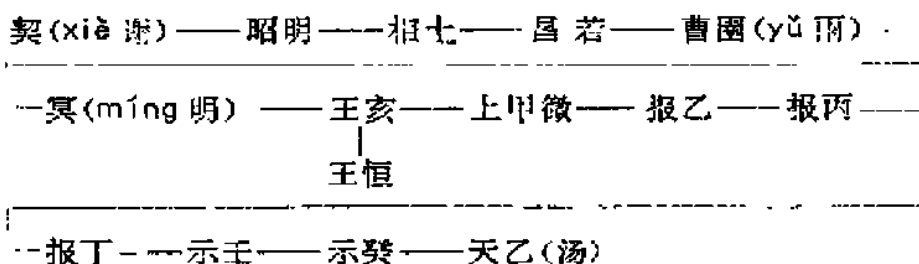 契(xiè 谢)——昭明——相土——昌若——曹圉(yǔ 雨)
—冥(míng 明)——王亥——上甲微——报乙——报丙——
王恒
—报丁——示壬——示癸——天乙(汤)